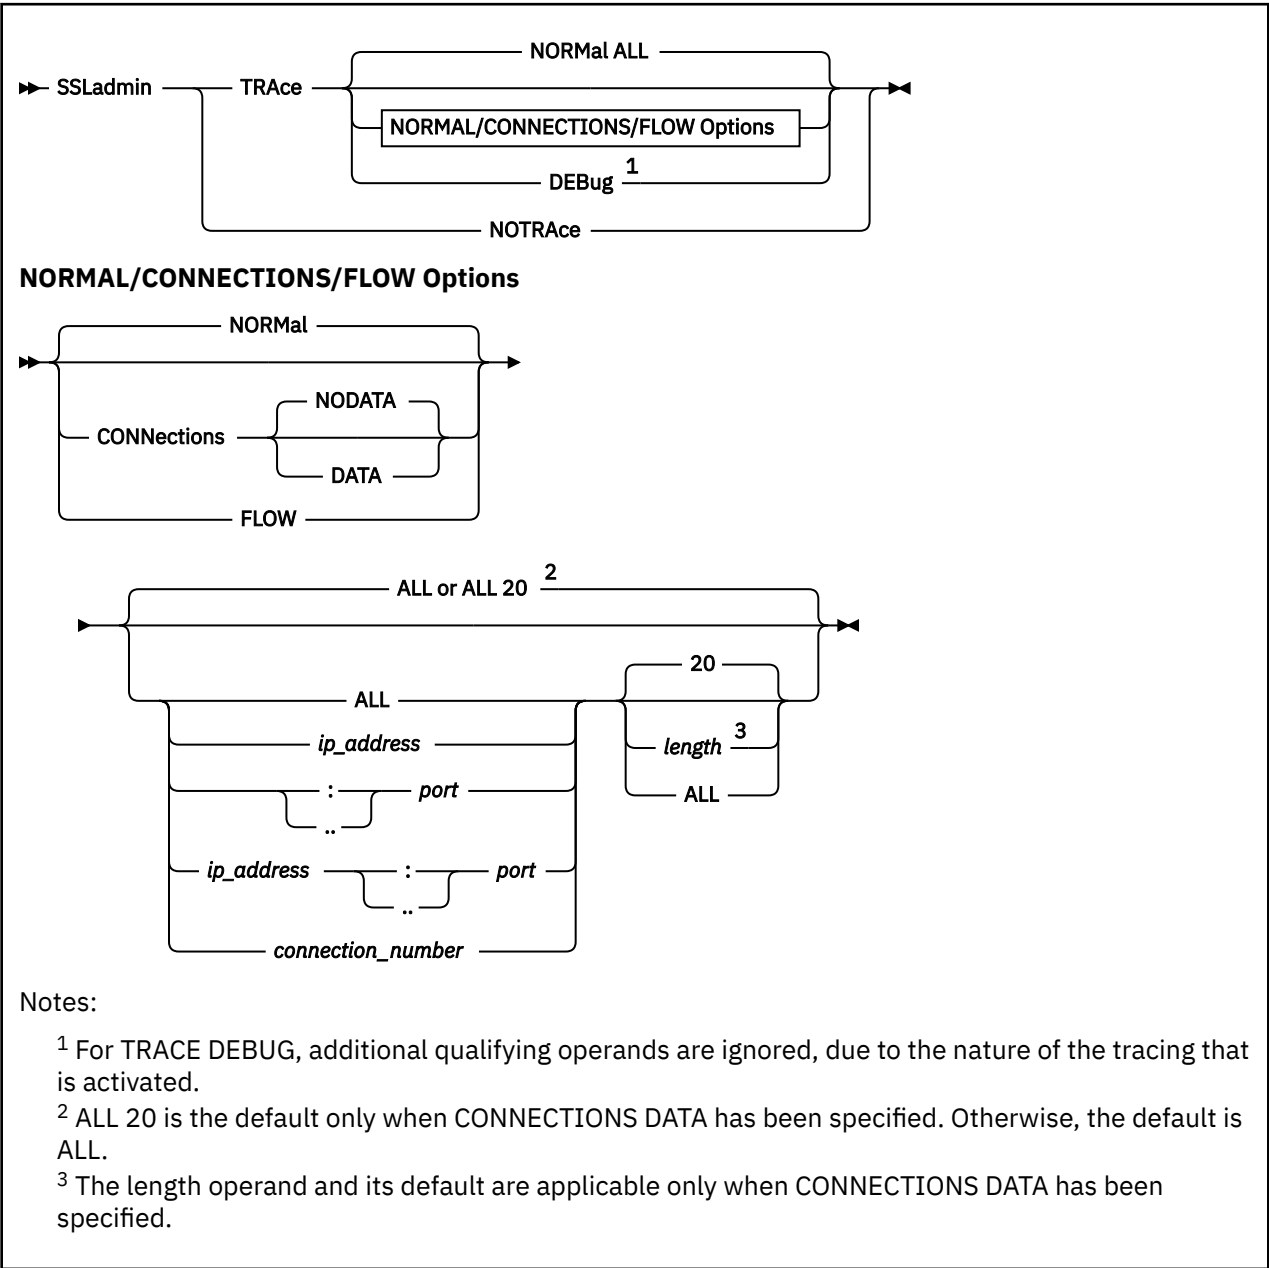 NORMal ALL
SSLadmin TRAce
NORMAL/CONNECTIONS/FLOW Options
DEBug 1
NOTRAce
NORMAL/CONNECTIONS/FLOW Options
NORMal
NODATA
CONNections
DATA
FLOW
ALL or ALL 20 2
20
ALL
length 3
ip_address
: port
ALL
..
ip_address : port
..
connection_number
Notes:
1 For TRACE DEBUG, additional qualifying operands are ignored, due to the nature of the tracing that
is activated.
2 ALL 20 is the default only when CONNECTIONS DATA has been specified. Otherwise, the default is
ALL.
3 The length operand and its default are applicable only when CONNECTIONS DATA has been
specified.